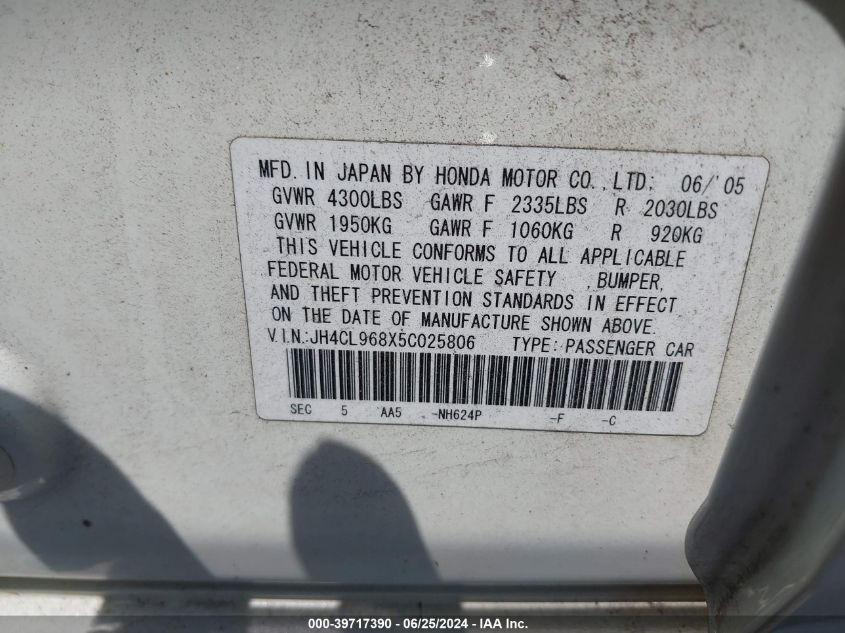 MFD. IN JAPAN BY HONDA MOTOR CO., LTD; 06/'05
GVWR 4300LBS GAWR F 2335LBS R 2030LBS
GVWR 1950KG GAWR F 1060KG R 920KG
THIS VEHICLE CONFORMS TO ALL APPLICABLE
FEDERAL MOTOR VEHICLE SAFETY , BUMPER,
AND THEFT PREVENTION STANDARDS IN EFFECT
ON THE DATE OF MANUFACTURE SHOWN ABOVE.
V.I.N.:JH4CL968X5C025806 TYPE: PASSENGER CAR
SEC 5 AA5 -NH624P -F -C
000-39717390 - 06/25/2024 - IAA Inc.